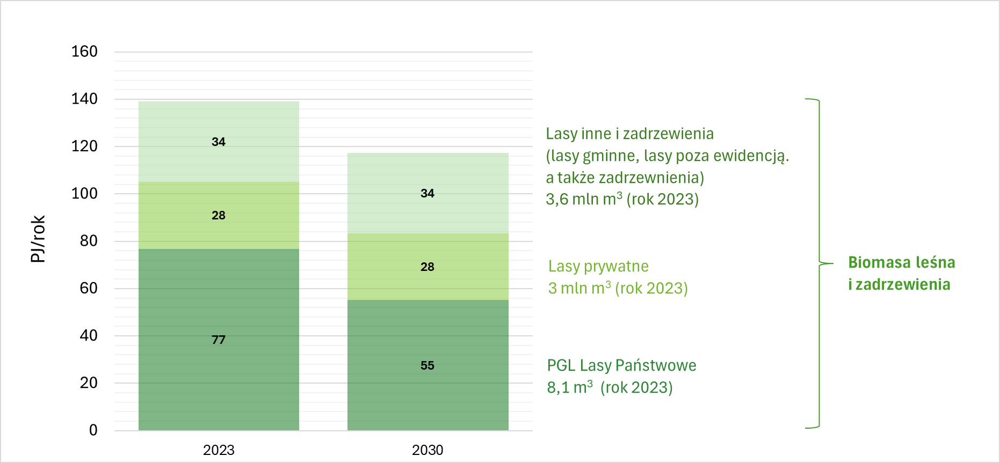 160
140
120
100
80
60
40
20
0
PJ/rok
34
28
77
34
28
55
2023
2030
Lasy inne i zadrzewienia
(lasy gminne, lasy poza ewidencją.
a także zadrzewnienia)
3,6 mln m³ (rok 2023)
Lasy prywatne
3 mln m³ (rok 2023)
PGL Lasy Państwowe
8,1 m³ (rok 2023)
Biomasa leśna
i zadrzewienia